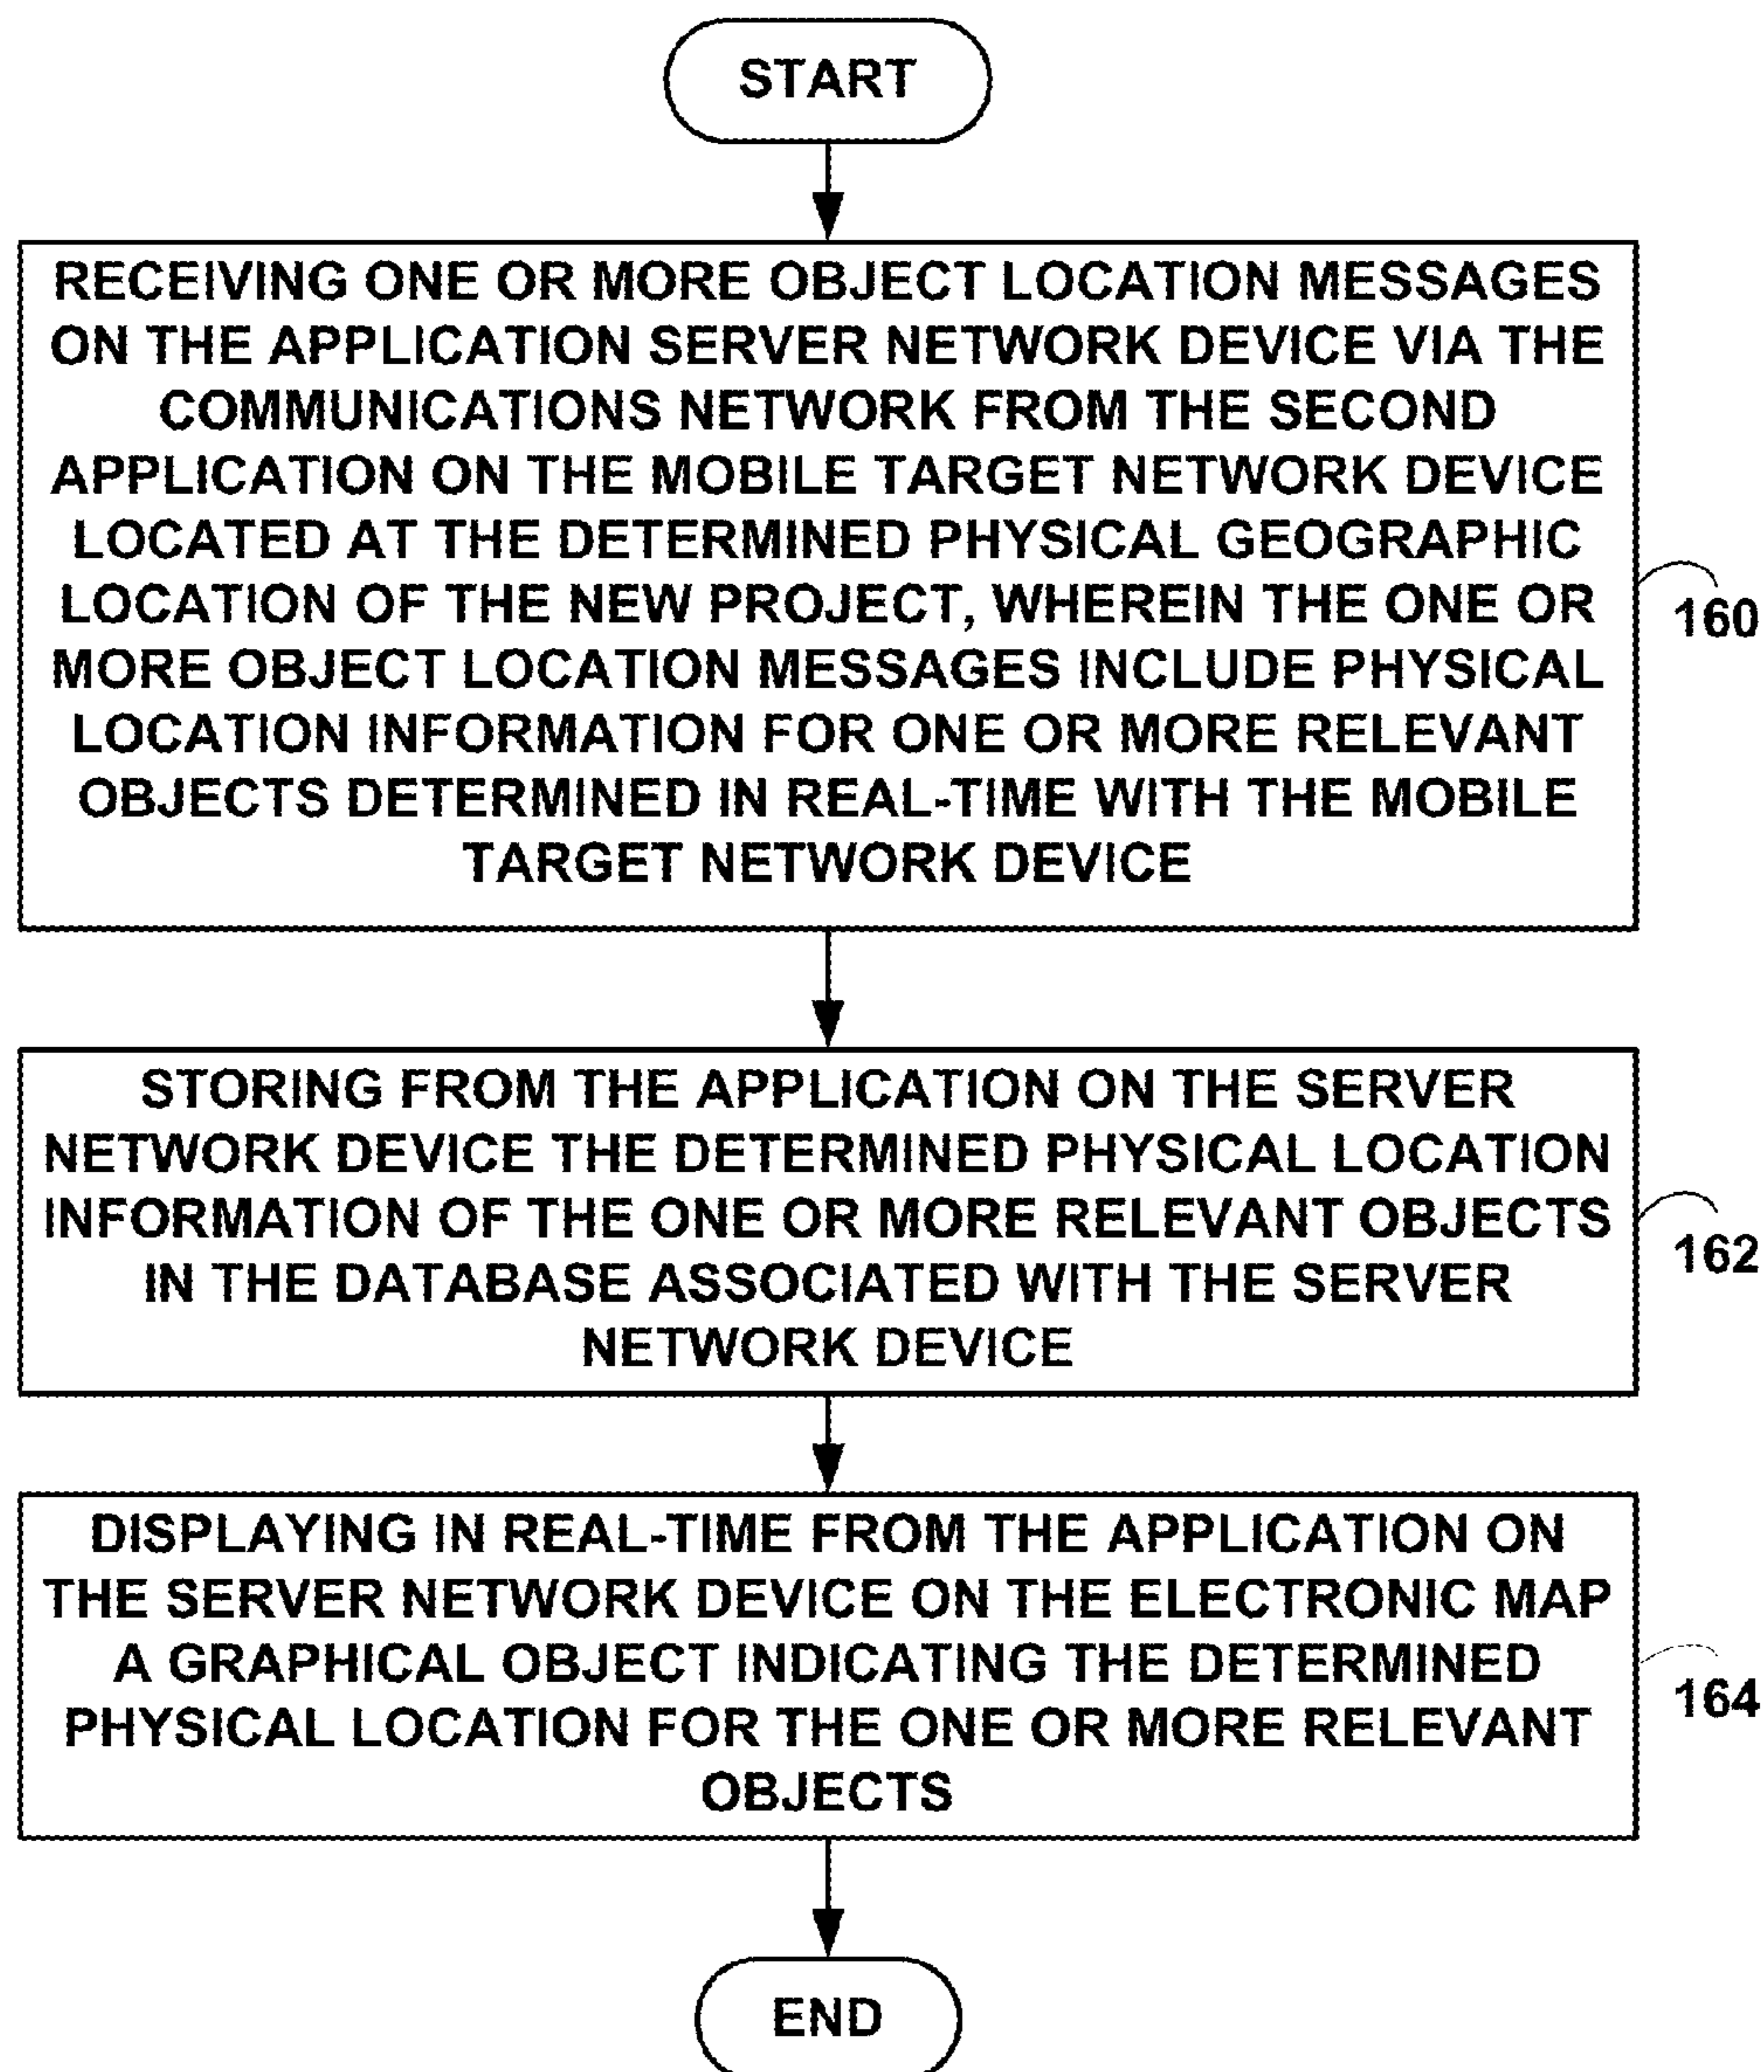 START
RECEIVING ONE OR MORE OBJECT LOCATION MESSAGES
ON THE APPLICATION SERVER NETWORK DEVICE VIA THE
COMMUNICATIONS NETWORK FROM THE SECOND
APPLICATION ON THE MOBILE TARGET NETWORK DEVICE
LOCATED AT THE DETERMINED PHYSICAL GEOGRAPHIC
LOCATION OF THE NEW PROJECT, WHEREIN THE ONE OR
MORE OBJECT LOCATION MESSAGES INCLUDE PHYSICAL
LOCATION INFORMATION FOR ONE OR MORE RELEVANT
OBJECTS DETERMINED IN REAL-TIME WITH THE MOBILE
TARGET NETWORK DEVICE
160
STORING FROM THE APPLICATION ON THE SERVER
NETWORK DEVICE THE DETERMINED PHYSICAL LOCATION
INFORMATION OF THE ONE OR MORE RELEVANT OBJECTS
IN THE DATABASE ASSOCIATED WITH THE SERVER
NETWORK DEVICE
162
DISPLAYING IN REAL-TIME FROM THE APPLICATION ON
THE SERVER NETWORK DEVICE ON THE ELECTRONIC MAP
A GRAPHICAL OBJECT INDICATING THE DETERMINED
PHYSICAL LOCATION FOR THE ONE OR MORE RELEVANT
OBJECTS
164
END